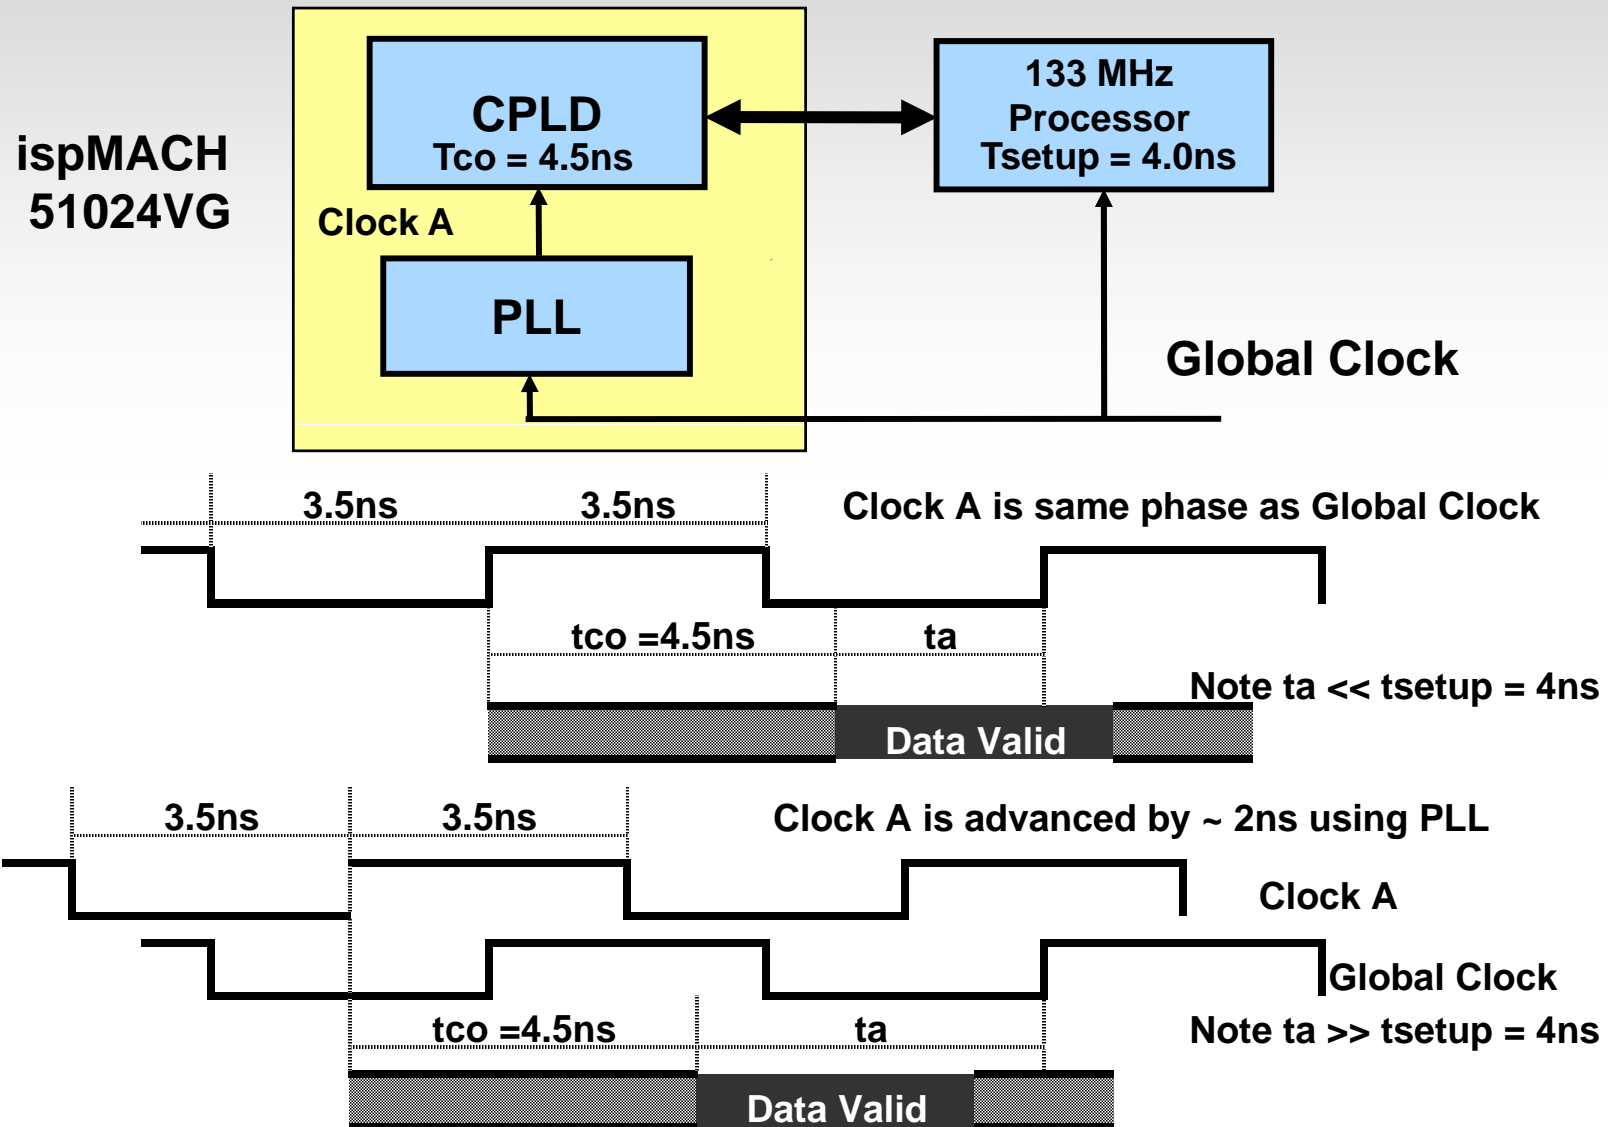 ispMACH
51024VG
CPLD
Tco = 4.5ns
133 MHz
Processor
Tsetup = 4.0ns
Clock A
PLL
Global Clock
3.5ns
3.5ns
Clock A is same phase as Global Clock
tco =4.5ns
ta
Note ta << tsetup = 4ns
Data Valid
3.5ns
3.5ns
Clock A is advanced by ~ 2ns using PLL
Clock A
Global Clock
tco =4.5ns
ta
Note ta >> tsetup = 4ns
Data Valid